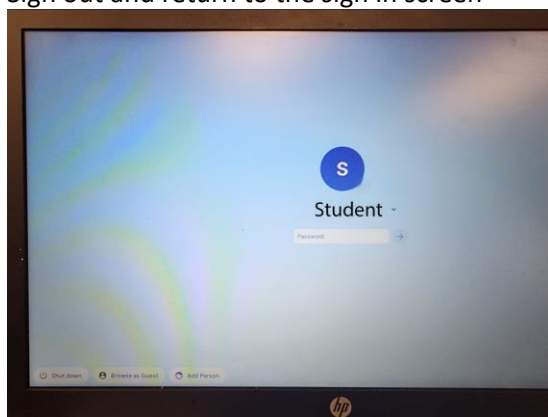 Sign out and return to the sign in screen
S
Student
Password
Shut down Browse as Guest Add Person
hp